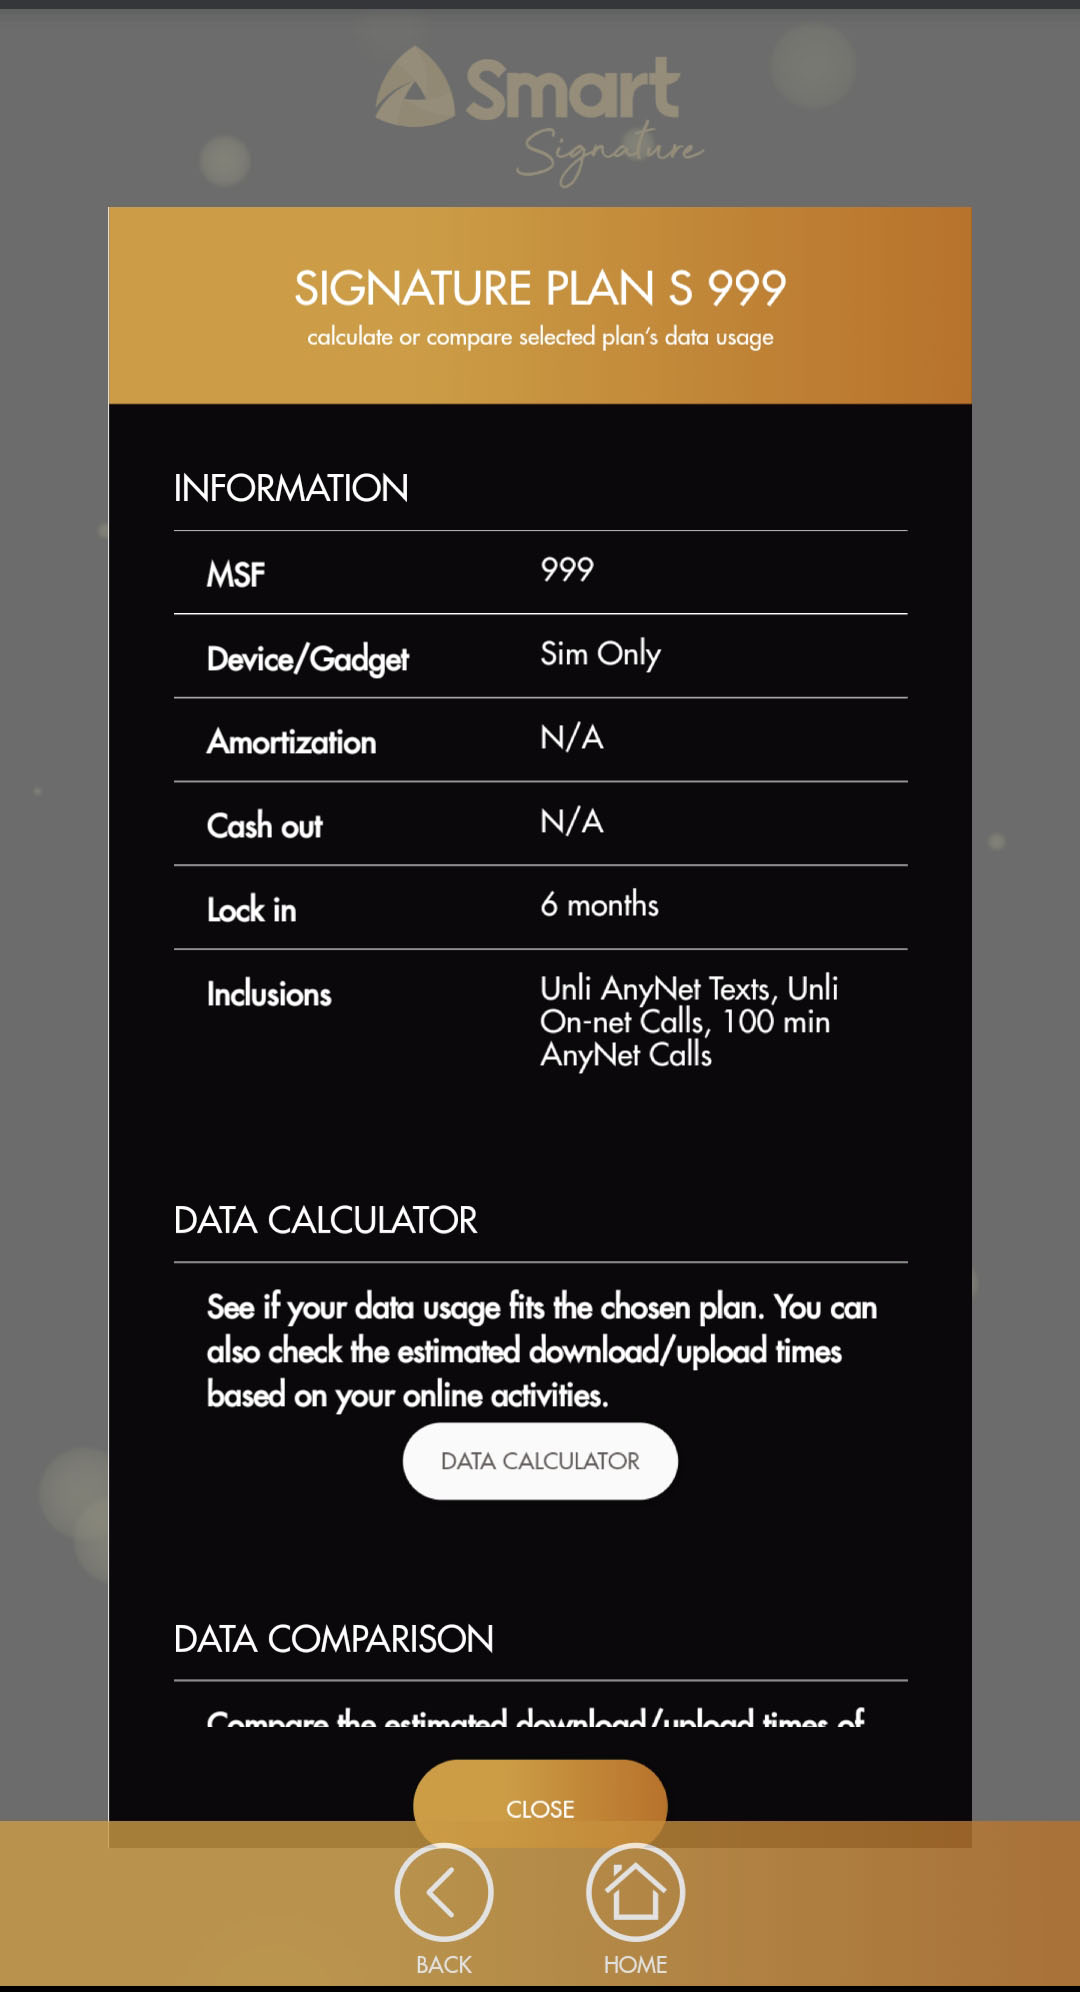 Smart
Signature
SIGNATURE PLAN S 999
calculate or compare selected plan's data usage
INFORMATION
MSF 999
Device/Gadget Sim Only
Amortization N/A
Cash out N/A
Lock in 6 months
Inclusions Unli AnyNet Texts, Unli
On-net Calls, 100 min
AnyNet Calls
DATA CALCULATOR
See if your data usage fits the chosen plan. You can
also check the estimated download/upload times
based on your online activities.
DATA CALCULATOR
DATA COMPARISON
Compare the estimated download/upload times of
CLOSE
BACK HOME